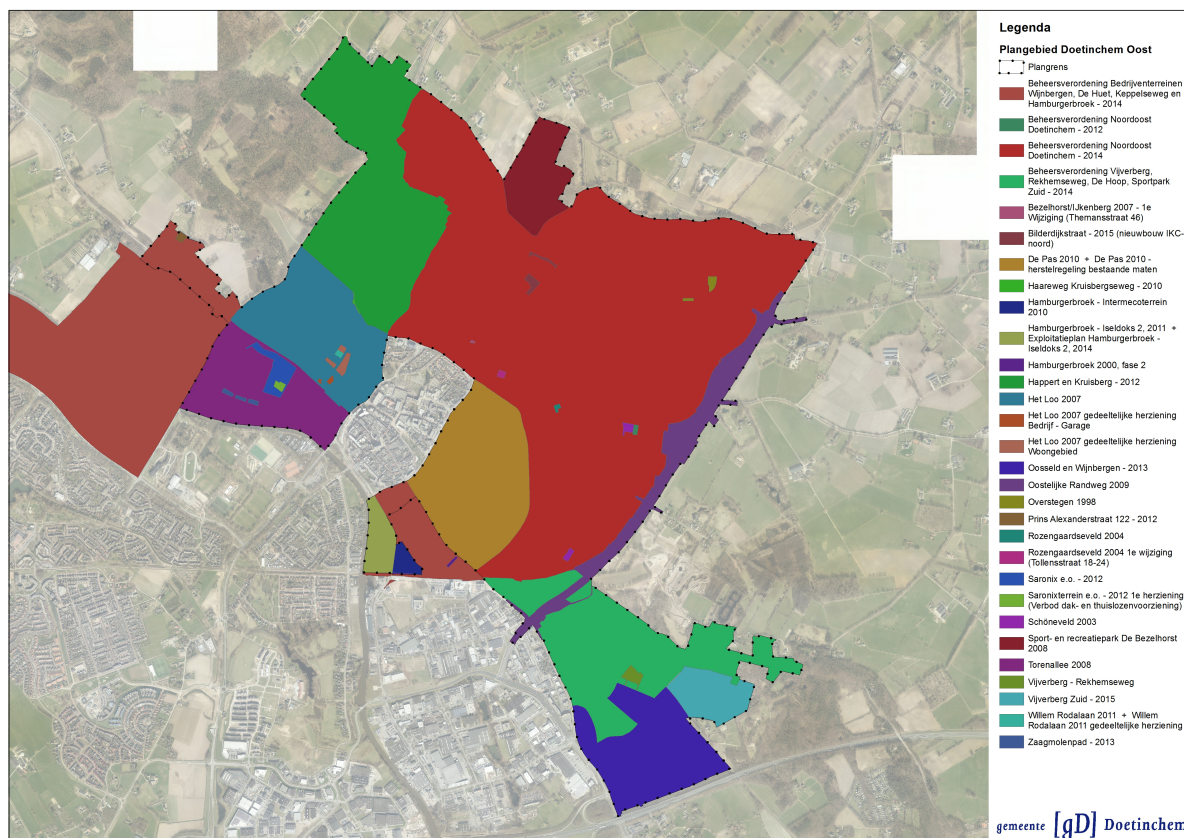 Legenda
Plangebied Doetinchem Oost
Plangrens
Beheersverordening Bedrijventerreinen
Wijnbergen, De Huet, Keppelseweg en
Hamburgerbroek - 2014
Beheersverordening Noordoost
Doetinchem - 2012
Beheersverordening Noordoost
Doetinchem - 2014
Beheersverordening Vijverberg,
Rekhemseweg, De Hoop, Sportpark
Zuid - 2014
Bezelhorst/IJkenberg 2007 - 1e
Wijziging (Themansstraat 46)
Bilderdijkstraat - 2015 (nieuwbouw IKC-
noord)
De Pas 2010 + De Pas 2010 -
herstelregeling bestaande maten
Haareweg Kruisbergseweg - 2010
Hamburgerbroek - Intermecoterrein
2010
Hamburgerbroek - Iseldoks 2, 2011 +
Exploitatieplan Hamburgerbroek -
Iseldoks 2, 2014
Hamburgerbroek 2000, fase 2
Happert en Kruisberg - 2012
Het Loo 2007
Het Loo 2007 gedeeltelijke herziening
Bedrijf - Garage
Het Loo 2007 gedeeltelijke herziening
Woongebied
Oosseld en Wijnbergen - 2013
Oostelijke Randweg 2009
Overstegen 1998
Prins Alexanderstraat 122 - 2012
Rozengaardseveld 2004
Rozengaardseveld 2004 1e wijziging
(Tollensstraat 18-24)
Saronix e.o. - 2012
Saronixterrein e.o. - 2012 1e herziening
(Verbod dak- en thuislozenvoorziening)
Schöneveld 2003
Sport- en recreatiepark De Bezelhorst
2008
Torenallee 2008
Vijverberg - Rekhemseweg
Vijverberg Zuid - 2015
Willem Rodalaan 2011 + Willem
Rodalaan 2011 gedeeltelijke herziening
Zaagmolenpad - 2013
gemeente [gD] Doetinchem